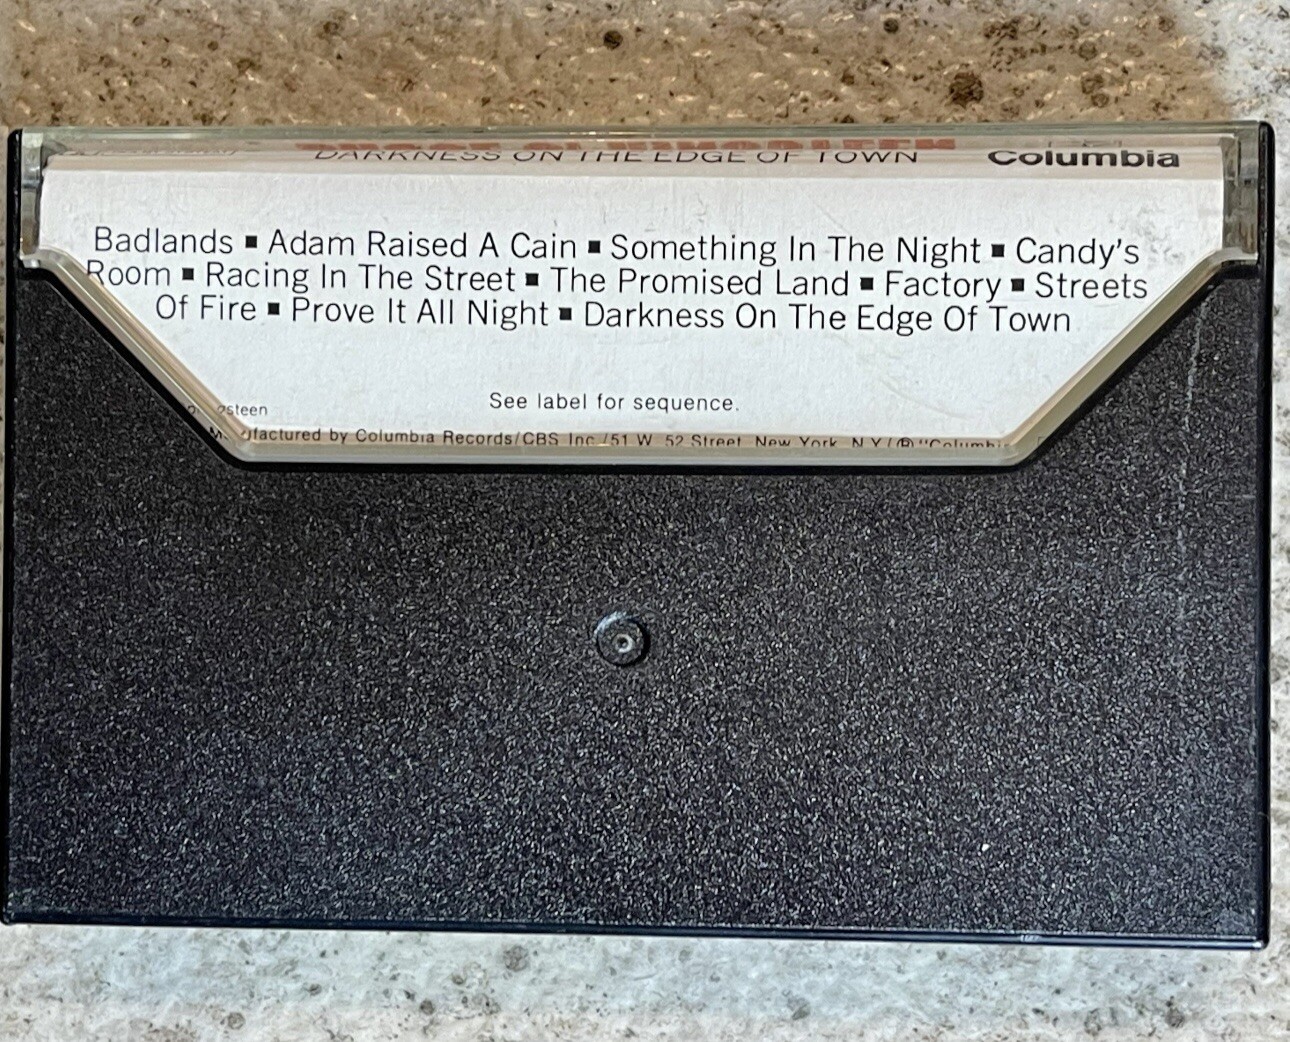 DARKNESS ON THE EDGE OF TOWN Columbia
Badlands ▪ Adam Raised A Cain ▪ Something In The Night ▪ Candy's
Room ▪ Racing In The Street ▪ The Promised Land ▪ Factory ▪ Streets
Of Fire ▪ Prove It All Night ▪ Darkness On The Edge Of Town
See label for sequence.
by Columbia Records/CBS Inc./51 W. 52 Street, New York, N.Y./℗ "Columbi